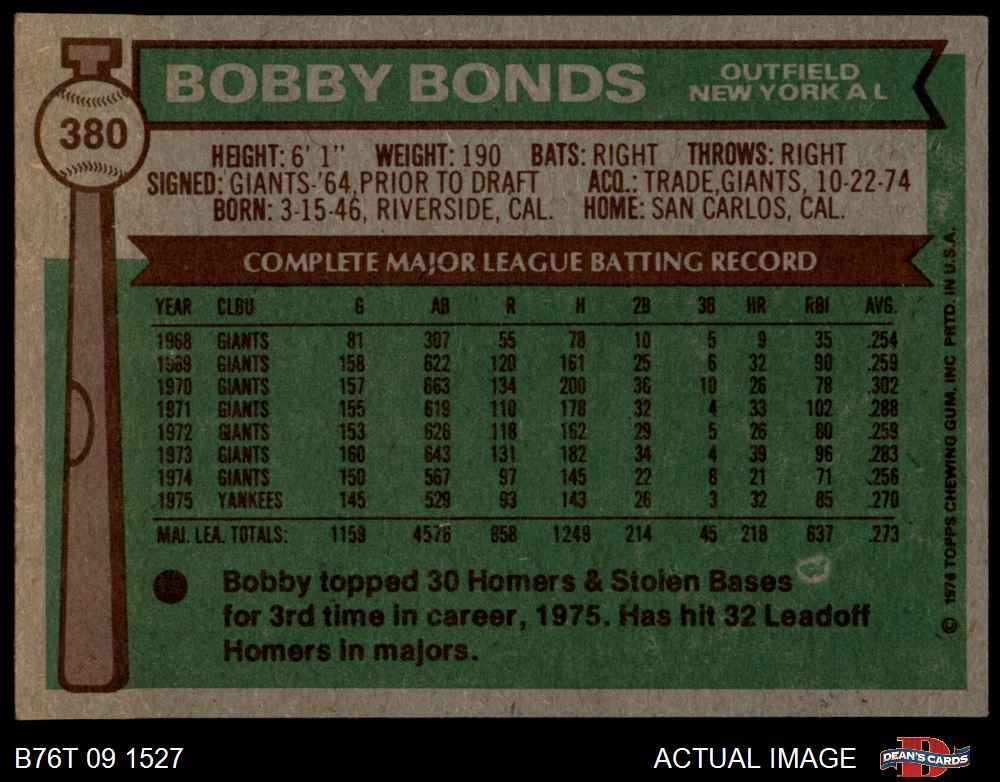 BOBBY BONDS
OUTFIELD
NEW YORK A L
380
HEIGHT: 6' 1" WEIGHT: 190 BATS: RIGHT THROWS: RIGHT
SIGNED: GIANTS-'64, PRIOR TO DRAFT ACQ.: TRADE, GIANTS, 10-22-74
BORN: 3-15-46, RIVERSIDE, CAL. HOME: SAN CARLOS, CAL.
COMPLETE MAJOR LEAGUE BATTING RECORD
YEAR CLBU G AB R H 2B 3B HR RBI AVG.
1968 GIANTS 81 307 55 78 10 5 9 35 .254
1969 GIANTS 158 622 120 161 25 6 32 90 .259
1970 GIANTS 157 663 134 200 36 10 26 78 .302
1971 GIANTS 155 619 110 178 32 4 33 102 .288
1972 GIANTS 153 626 118 162 29 5 26 80 .259
1973 GIANTS 160 643 131 182 34 4 39 96 .283
1974 GIANTS 150 567 97 145 22 8 21 71 .256
1975 YANKEES 145 529 93 143 26 3 32 85 .270
MAJ. LEA. TOTALS: 1159 4576 858 1249 214 45 218 637 .273
Bobby topped 30 Homers & Stolen Bases
for 3rd time in career, 1975. Has hit 32 Leadoff
Homers in majors.
© 1976 TOPPS CHEWING GUM, INC PRTD. IN U.S.A.
B76T 09 1527
ACTUAL IMAGE
DEAN'S CARDS